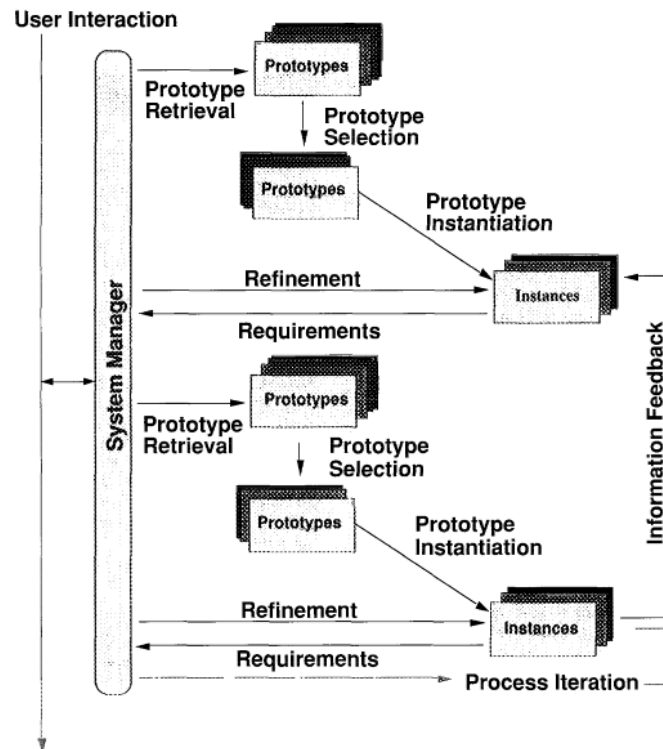 User Interaction
Prototypes
Prototype
Retrieval
Prototype
Selection
Prototypes
Prototype
Instantiation
Refinement
Instances
Requirements
System Manager
Information Feedback
Prototypes
Prototype
Retrieval
Prototype
Selection
Prototypes
Prototype
Instantiation
Refinement
Instances
Requirements
Process Iteration